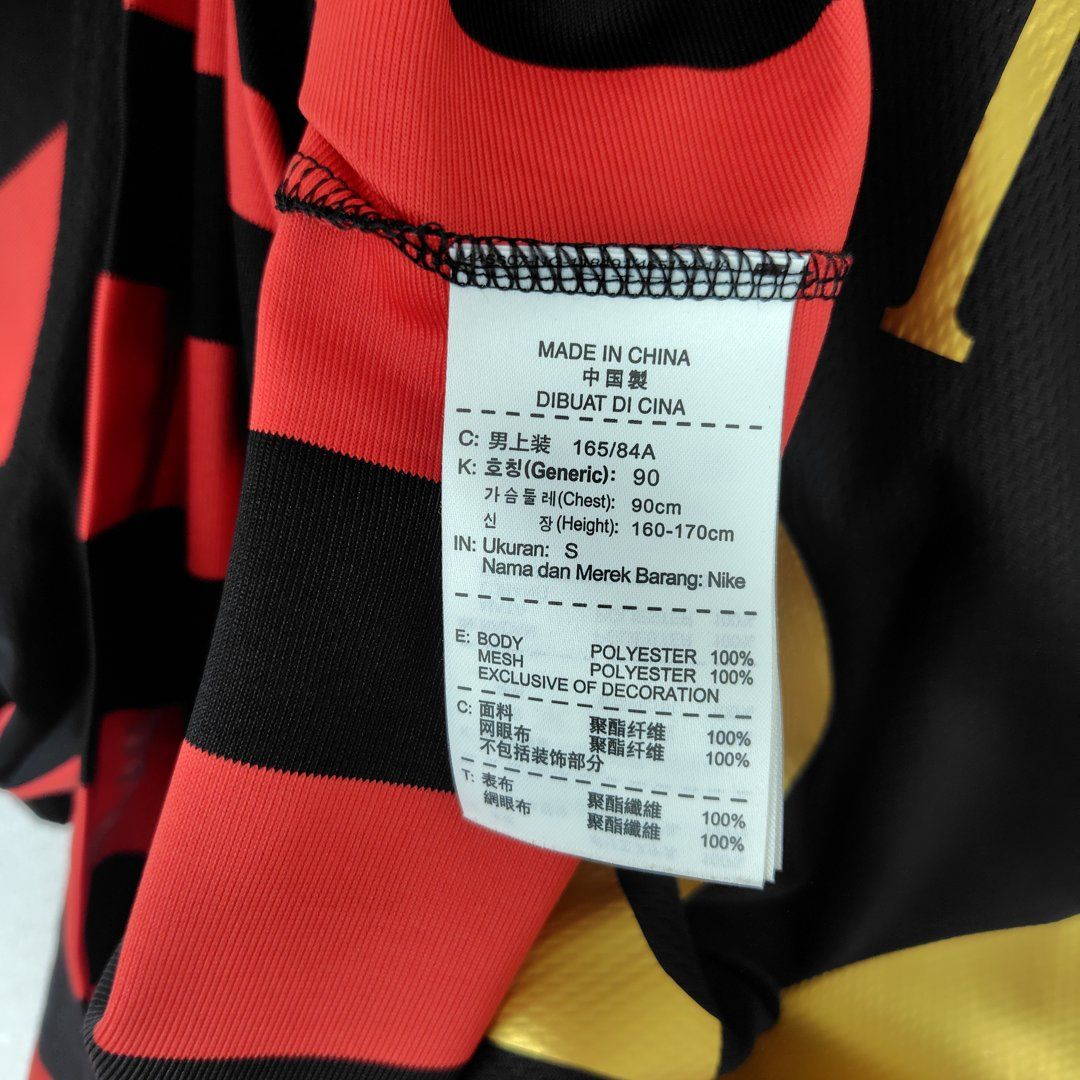 MADE IN CHINA
中国製
DIBUAT DI CINA
C: 男上装 165/84A
K: 호칭(Generic): 90
가슴둘레(Chest): 90cm
신 장(Height): 160-170cm
IN: Ukuran: S
Nama dan Merek Barang: Nike
E: BODY POLYESTER 100%
MESH POLYESTER 100%
EXCLUSIVE OF DECORATION
C: 面料 聚酯纤维 100%
网眼布 聚酯纤维 100%
不包括装饰部分
T: 表布 聚酯纖維 100%
網眼布 聚酯纖維 100%